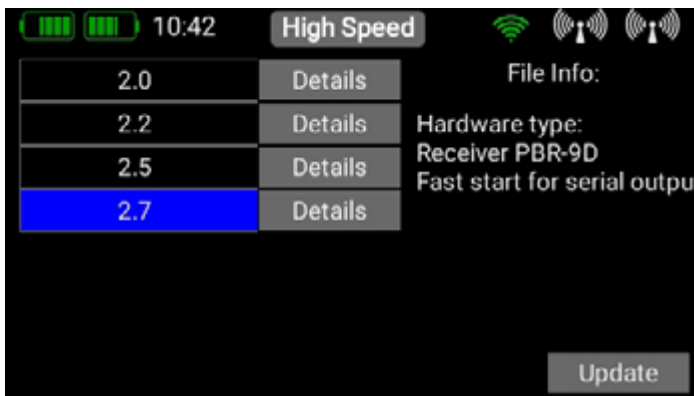 10:42 High Speed
2.0 Details
2.2 Details
2.5 Details
2.7 Details
File Info:
Hardware type:
Receiver PBR-9D
Fast start for serial outpu
Update